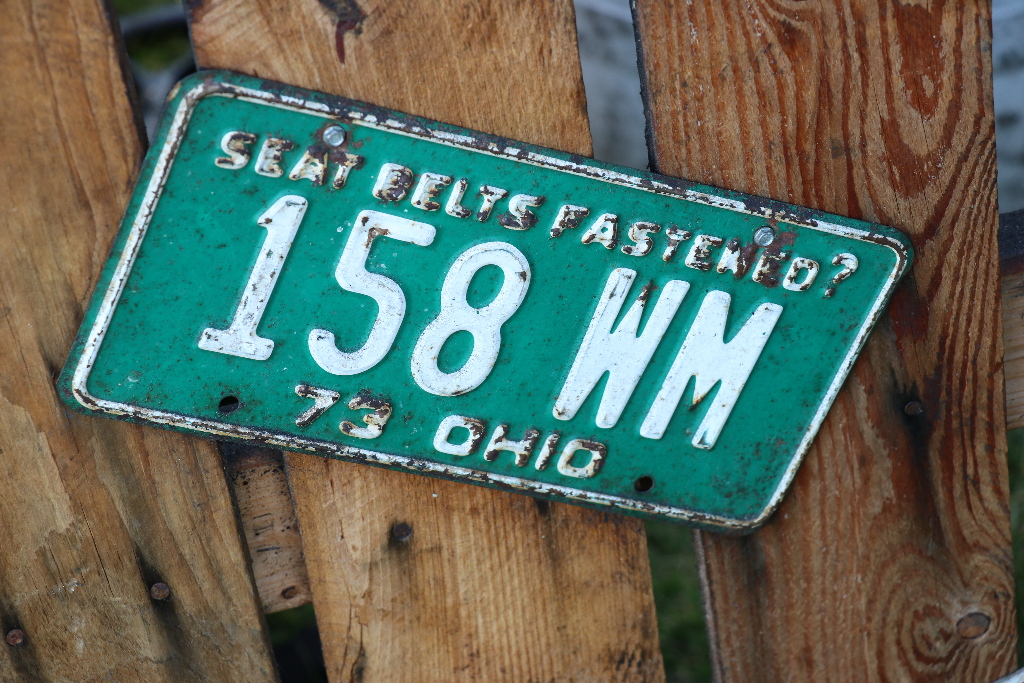 SEAT BELTS FASTENED?
158 WM
73 OHIO